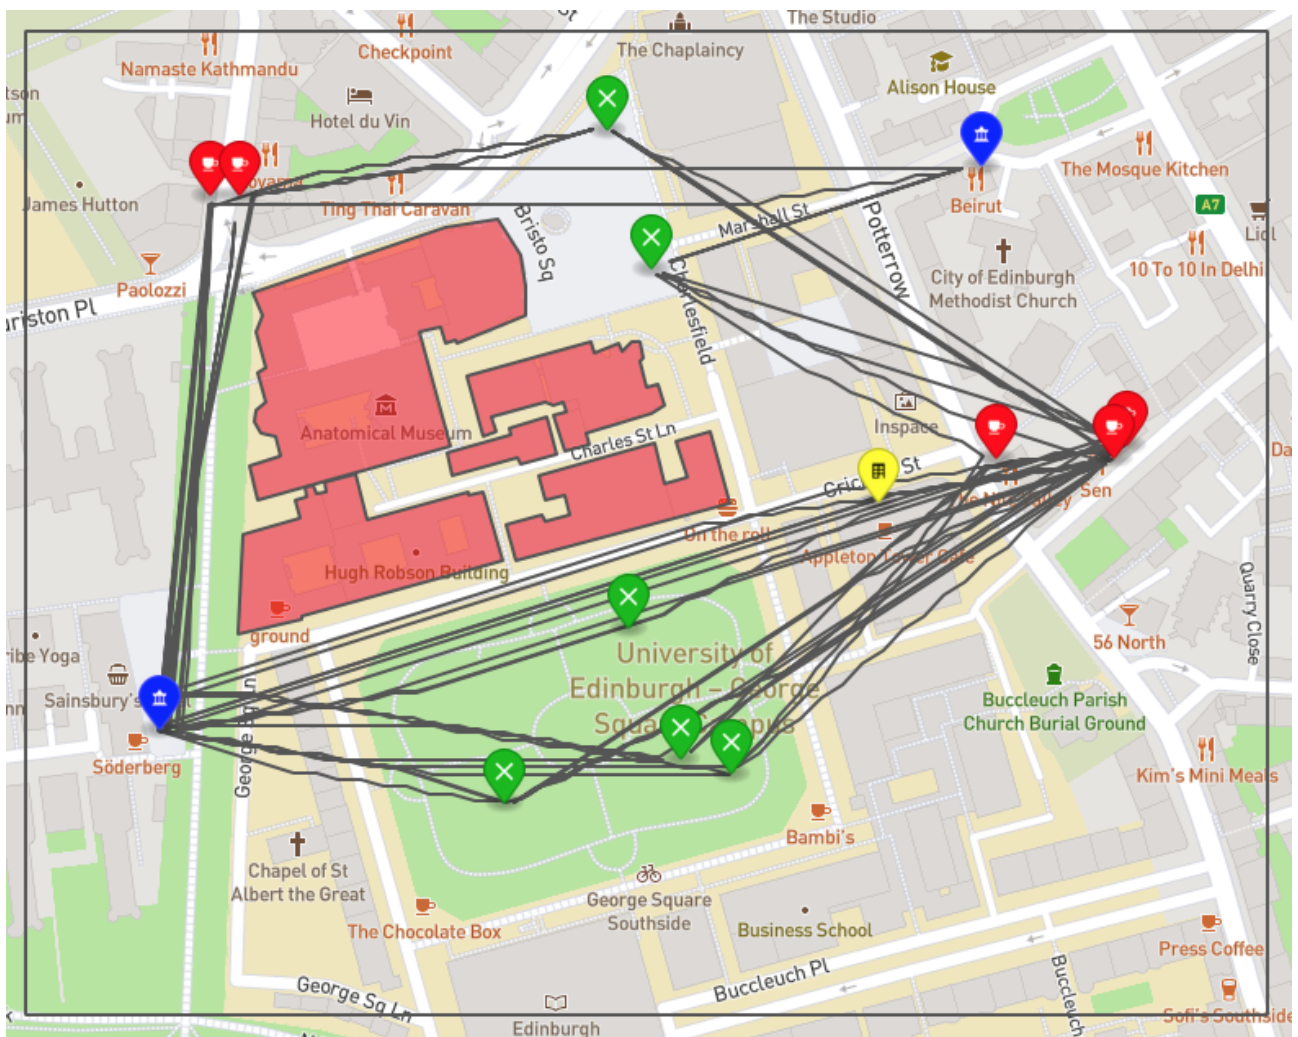 St
The Studio
Checkpoint
The Chaplaincy
Namaste Kathmandu
Alison House
Hotel du Vin
The Mosque Kitchen
James Hutton
Ting Thai Caravan
Beirut
A7
Marshall St
Bristo Sq
Potterrow
Lidl
City of Edinburgh
Methodist Church
10 To 10 In Delhi
Paolozzi
Charlesfield
Anatomical Museum
Charles St Ln
Inspace
Sen
On the roll
Hugh Robson Building
Appleton Tower Cafe
ground
Quarry Close
56 North
University of
Edinburgh – George
Square Campus
Buccleuch Parish
Church Burial Ground
George Sq Ln
Söderberg
Kim's Mini Meals
Bambi's
Chapel of St
Albert the Great
George Square
Southside
The Chocolate Box
Business School
Press Coffee
Buccleuch Pl
Buccleuch
George Sq Ln
Sofi's Southside
Edinburgh